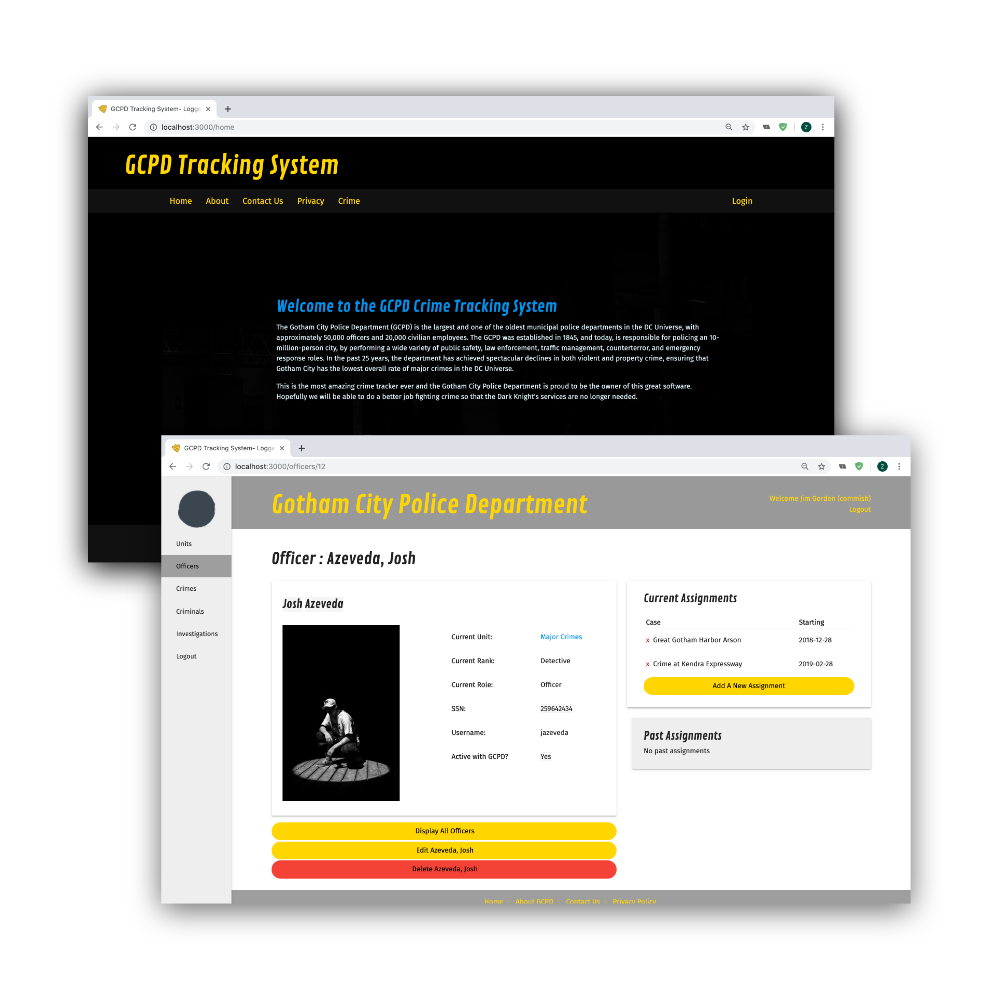 GCPD Tracking System- Logge
localhost:3000/home
Z
GCPD Tracking System
Home About Contact Us Privacy Crime Login
Welcome to the GCPD Crime Tracking System
The Gotham City Police Department (GCPD) is the largest and one of the oldest municipal police departments in the DC Universe, with
approximately 50,000 officers and 20,000 civilian employees. The GCPD was established in 1845, and today, is responsible for policing an 10-
million-person city, by performing a wide variety of public safety, law enforcement, traffic management, counterterror, and emergency
response roles. In the past 25 years, the department has achieved spectacular declines in both violent and property crime, ensuring that
Gotham City has the lowest overall rate of major crimes in the DC Universe.
This is the most amazing crime tracker ever and the Gotham City Police Department is proud to be the owner of this great software.
Hopefully we will be able to do a better job fighting crime so that the Dark Knight's services are no longer needed.
GCPD Tracking System- Logge
localhost:3000/officers/12
Z
Gotham City Police Department
Welcome Jim Gordon (commish)
Logout
Units
Officers
Crimes
Criminals
Investigations
Logout
Officer : Azeveda, Josh
Josh Azeveda
Current Unit: Major Crimes
Current Rank: Detective
Current Role: Officer
SSN: 259642434
Username: jazeveda
Active with GCPD? Yes
Display All Officers
Edit Azeveda, Josh
Delete Azeveda, Josh
Current Assignments
Case Starting
x Great Gotham Harbor Arson 2018-12-28
x Crime at Kendra Expressway 2019-02-28
Add A New Assignment
Past Assignments
No past assignments
Home About GCPD Contact Us Privacy Policy